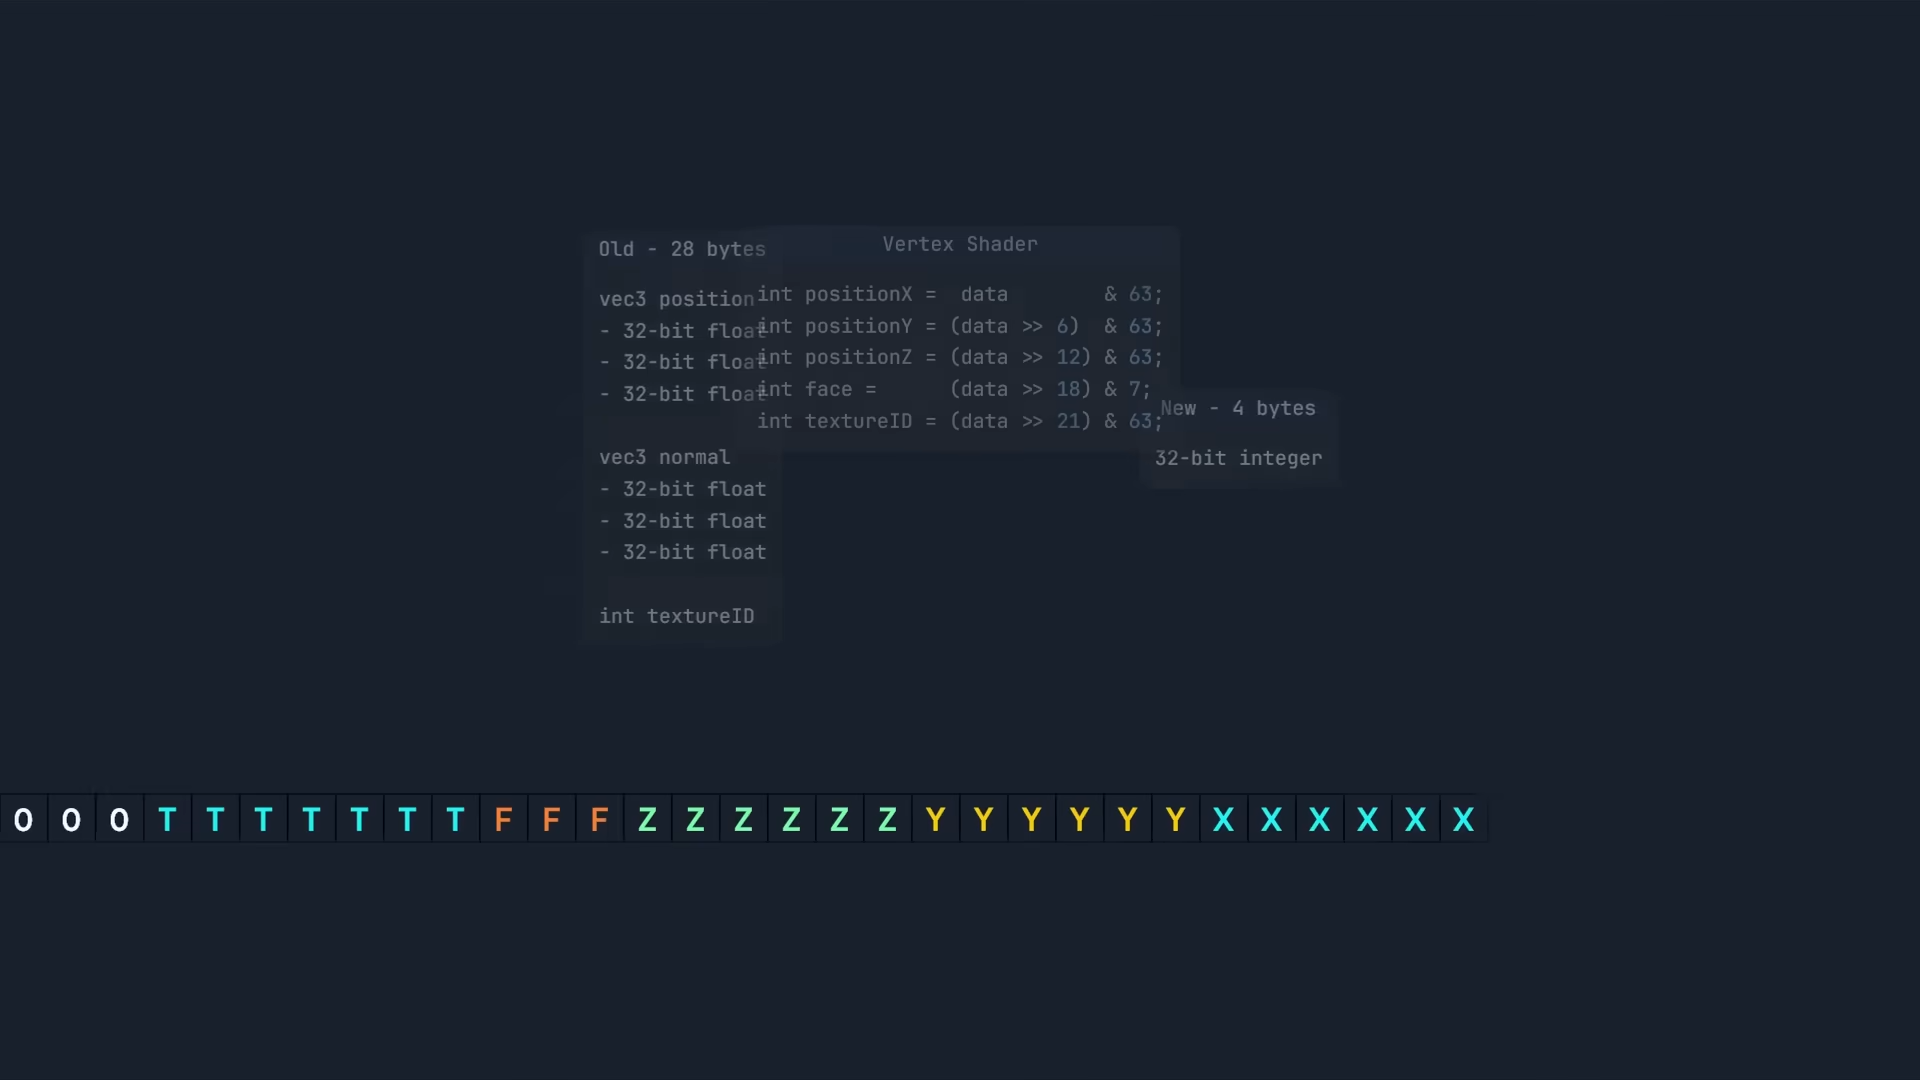 Old - 28 bytes
vec3 position
- 32-bit float
- 32-bit float
- 32-bit float
vec3 normal
- 32-bit float
- 32-bit float
- 32-bit float
int textureID
Vertex Shader
int positionX =  data        & 63;
int positionY = (data >> 6)  & 63;
int positionZ = (data >> 12) & 63;
int face =      (data >> 18) & 7;
int textureID = (data >> 21) & 63;
New - 4 bytes
32-bit integer
0 0 0 T T T T T T T F F F Z Z Z Z Z Z Y Y Y Y Y Y X X X X X X